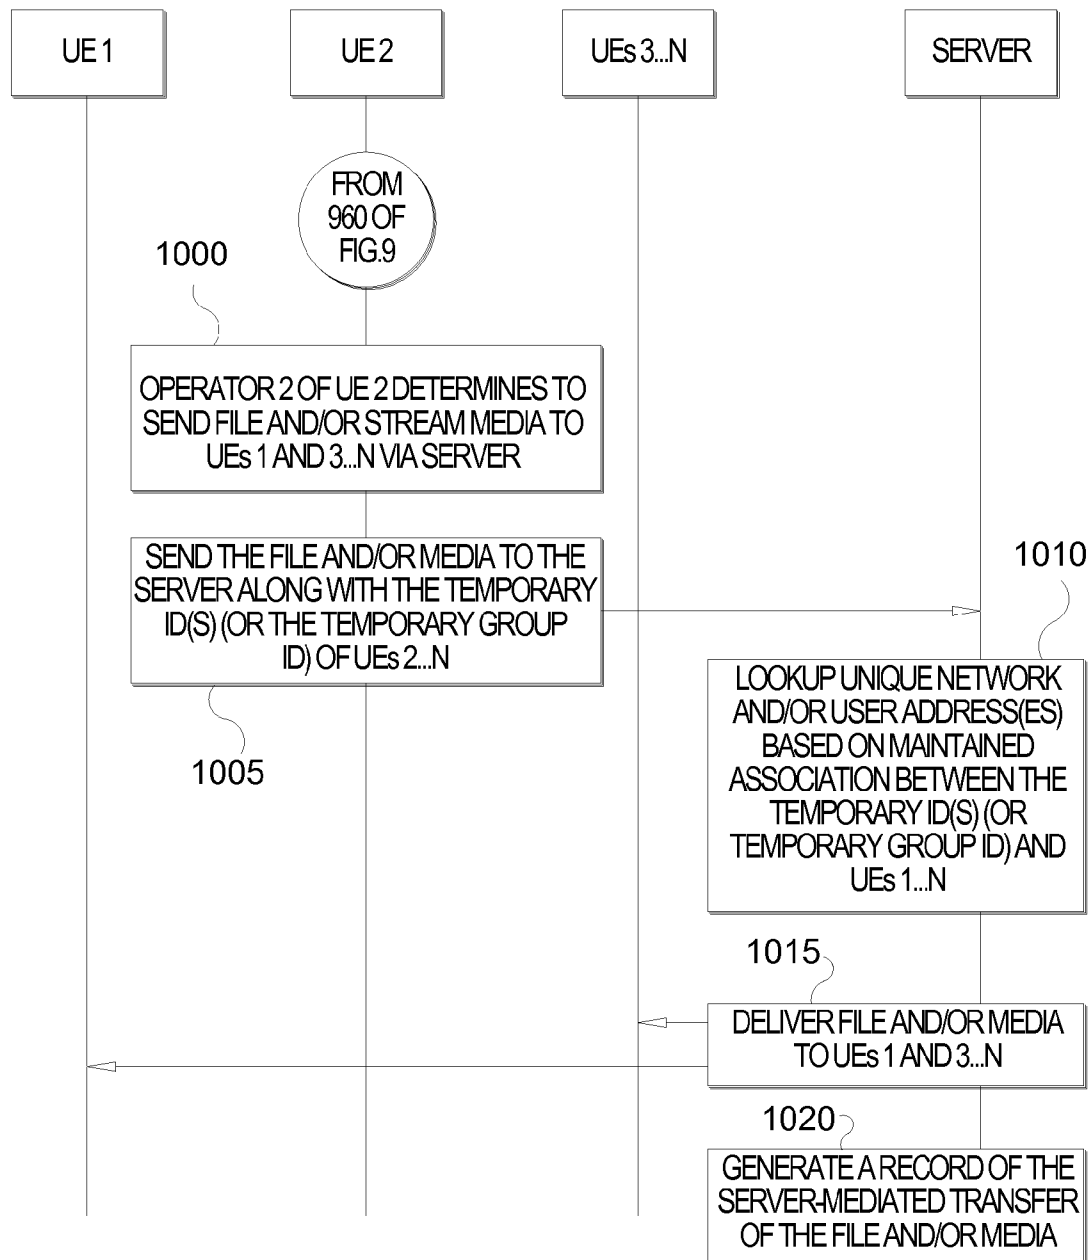 UE 1
UE 2
UEs 3...N
SERVER
FROM
960 OF
FIG.9
1000
OPERATOR 2 OF UE 2 DETERMINES TO
SEND FILE AND/OR STREAM MEDIA TO
UEs 1 AND 3...N VIA SERVER
SEND THE FILE AND/OR MEDIA TO THE
SERVER ALONG WITH THE TEMPORARY
ID(S) (OR THE TEMPORARY GROUP
ID) OF UEs 2...N
1005
1010
LOOKUP UNIQUE NETWORK
AND/OR USER ADDRESS(ES)
BASED ON MAINTAINED
ASSOCIATION BETWEEN THE
TEMPORARY ID(S) (OR
TEMPORARY GROUP ID) AND
UEs 1...N
1015
DELIVER FILE AND/OR MEDIA
TO UEs 1 AND 3...N
1020
GENERATE A RECORD OF THE
SERVER-MEDIATED TRANSFER
OF THE FILE AND/OR MEDIA